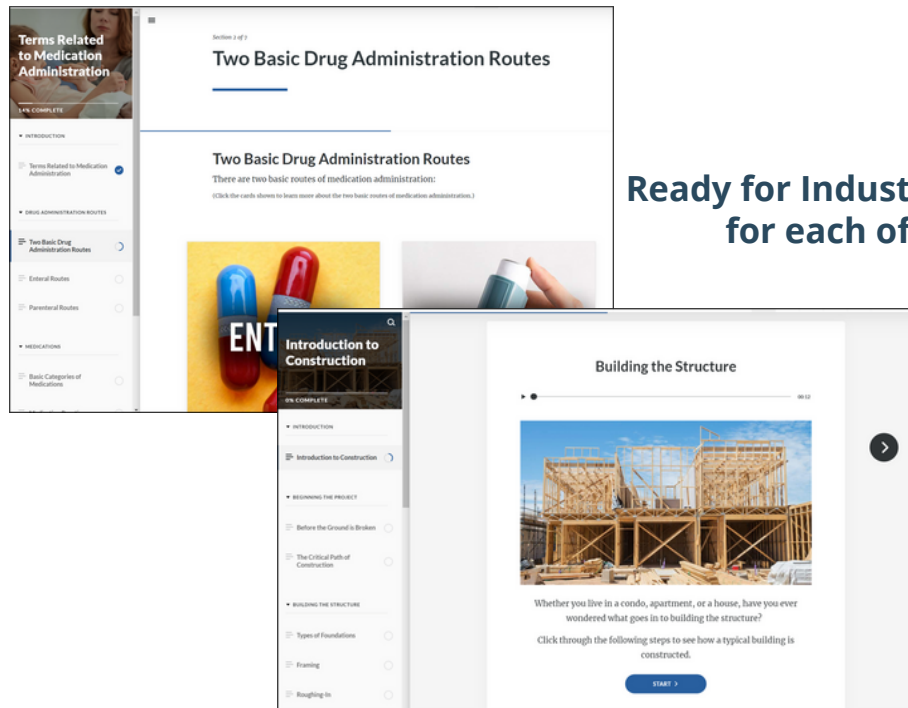 Terms Related
to Medication
Administration
14% COMPLETE
INTRODUCTION
Terms Related to Medication
Administration
DRUG ADMINISTRATION ROUTES
Two Basic Drug
Administration Routes
Enteral Routes
Parenteral Routes
MEDICATIONS
Basic Categories of
Medications
Section 2 of 7
Two Basic Drug Administration Routes
Two Basic Drug Administration Routes
There are two basic routes of medication administration:
(Click the cards shown to learn more about the two basic routes of medication administration.)
ENT
Ready for Indust
for each of
Introduction to
Construction
0% COMPLETE
INTRODUCTION
Introduction to Construction
BEGINNING THE PROJECT
Before the Ground is Broken
The Critical Path of
Construction
BUILDING THE STRUCTURE
Types of Foundations
Framing
Roughing-In
Building the Structure
00:12
Whether you live in a condo, apartment, or a house, have you ever
wondered what goes in to building the structure?
Click through the following steps to see how a typical building is
constructed.
START >